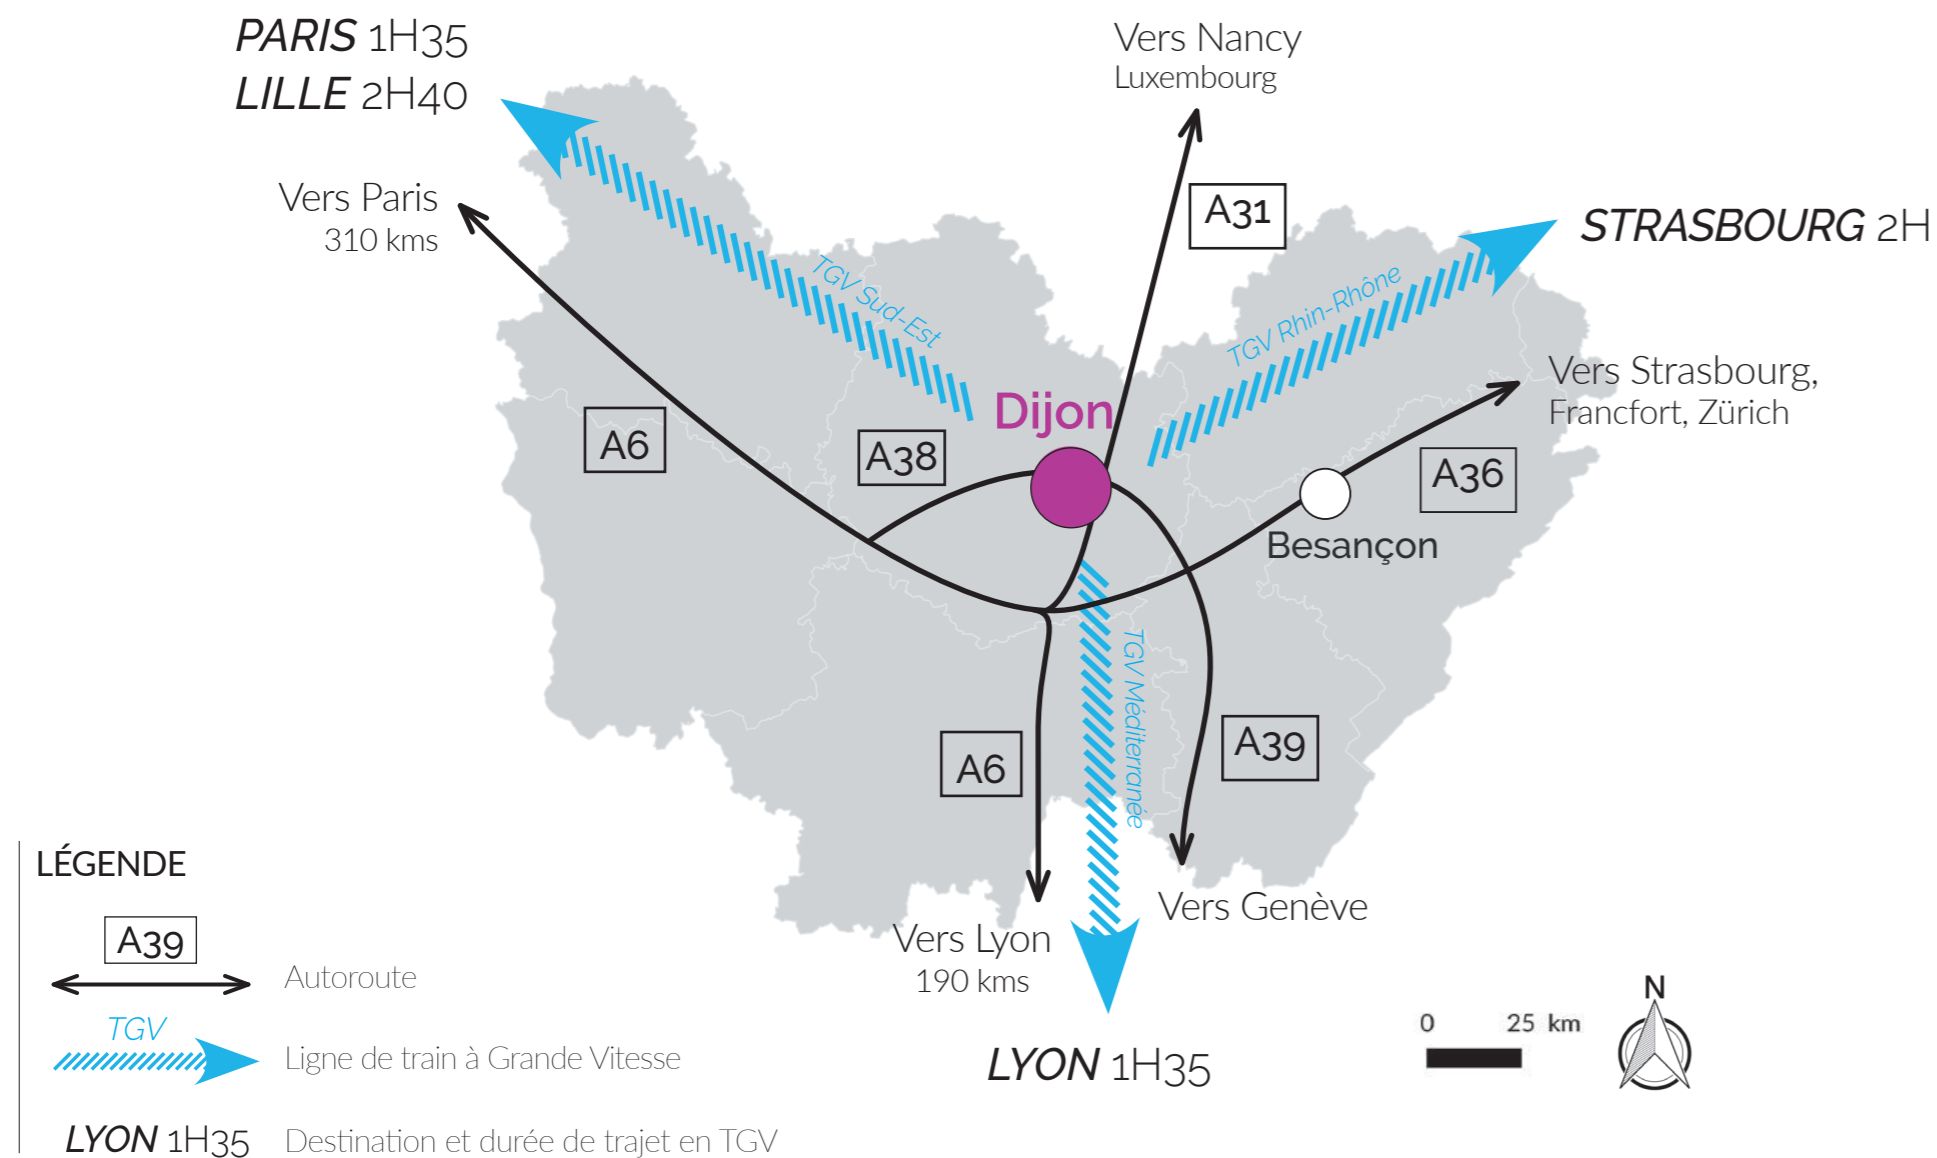 PARIS 1H35
LILLE 2H40
Vers Nancy
Luxembourg
Vers Paris
310 kms
A31
STRASBOURG 2H
TGV Sud-Est
TGV Rhin-Rhône
Vers Strasbourg,
Francfort, Zürich
Dijon
A6
A38
A36
Besançon
TGV Méditerranée
A6
A39
Vers Genève
Vers Lyon
190 kms
LYON 1H35
LÉGENDE
A39
Autoroute
TGV
Ligne de train à Grande Vitesse
LYON 1H35 Destination et durée de trajet en TGV
0 25 km
N